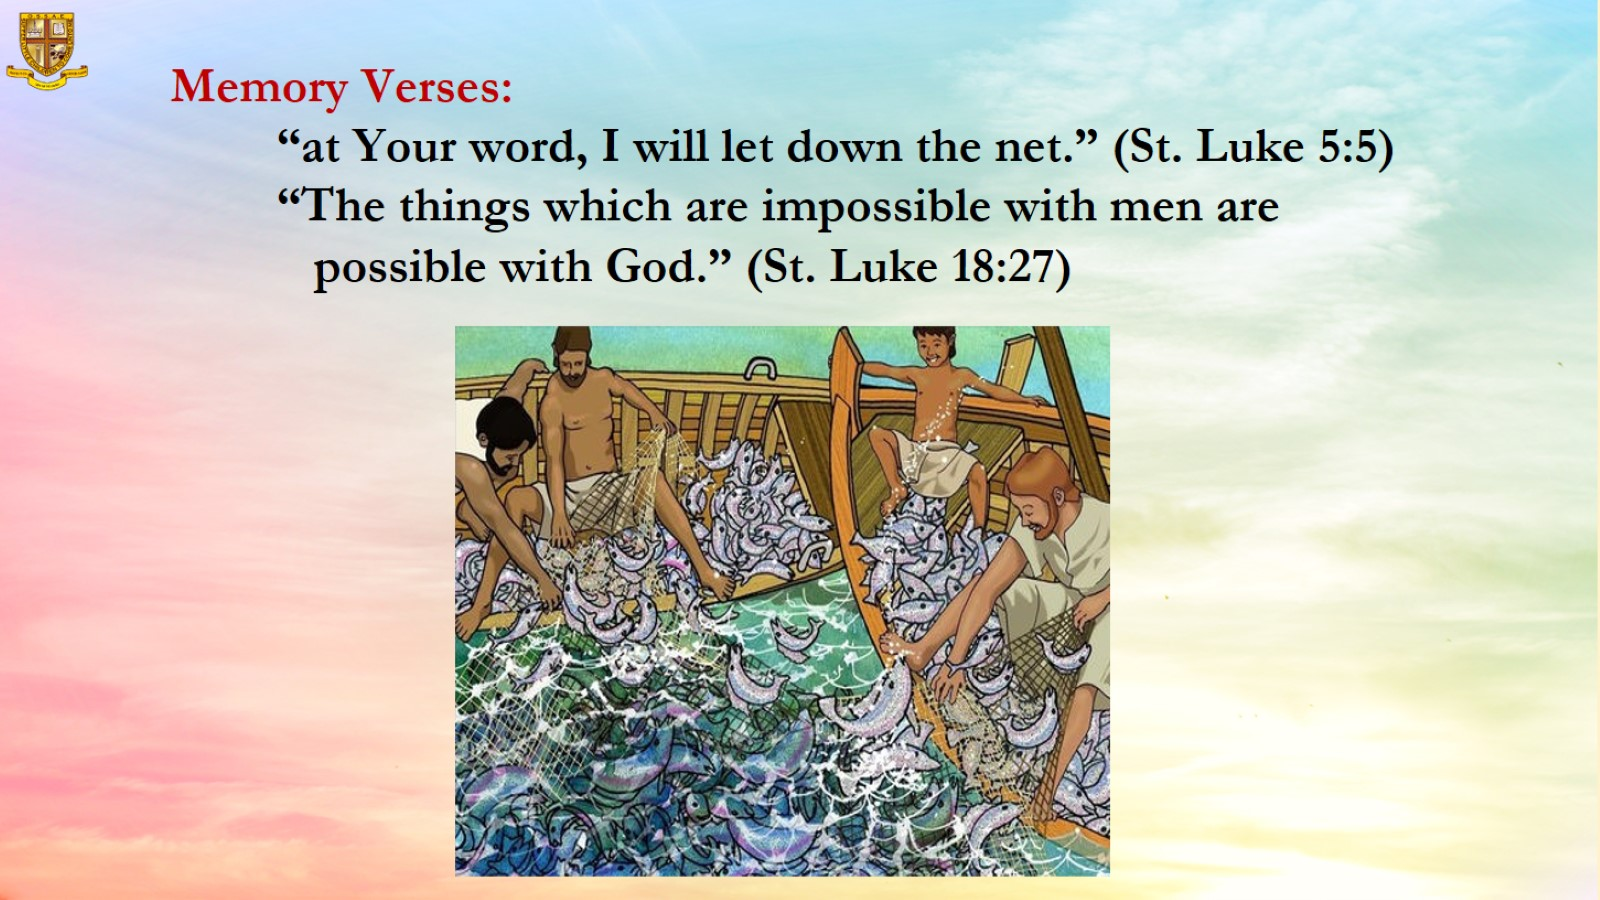 O S S A E
Memory Verses:
“at Your word, I will let down the net.” (St. Luke 5:5)
“The things which are impossible with men are
possible with God.” (St. Luke 18:27)